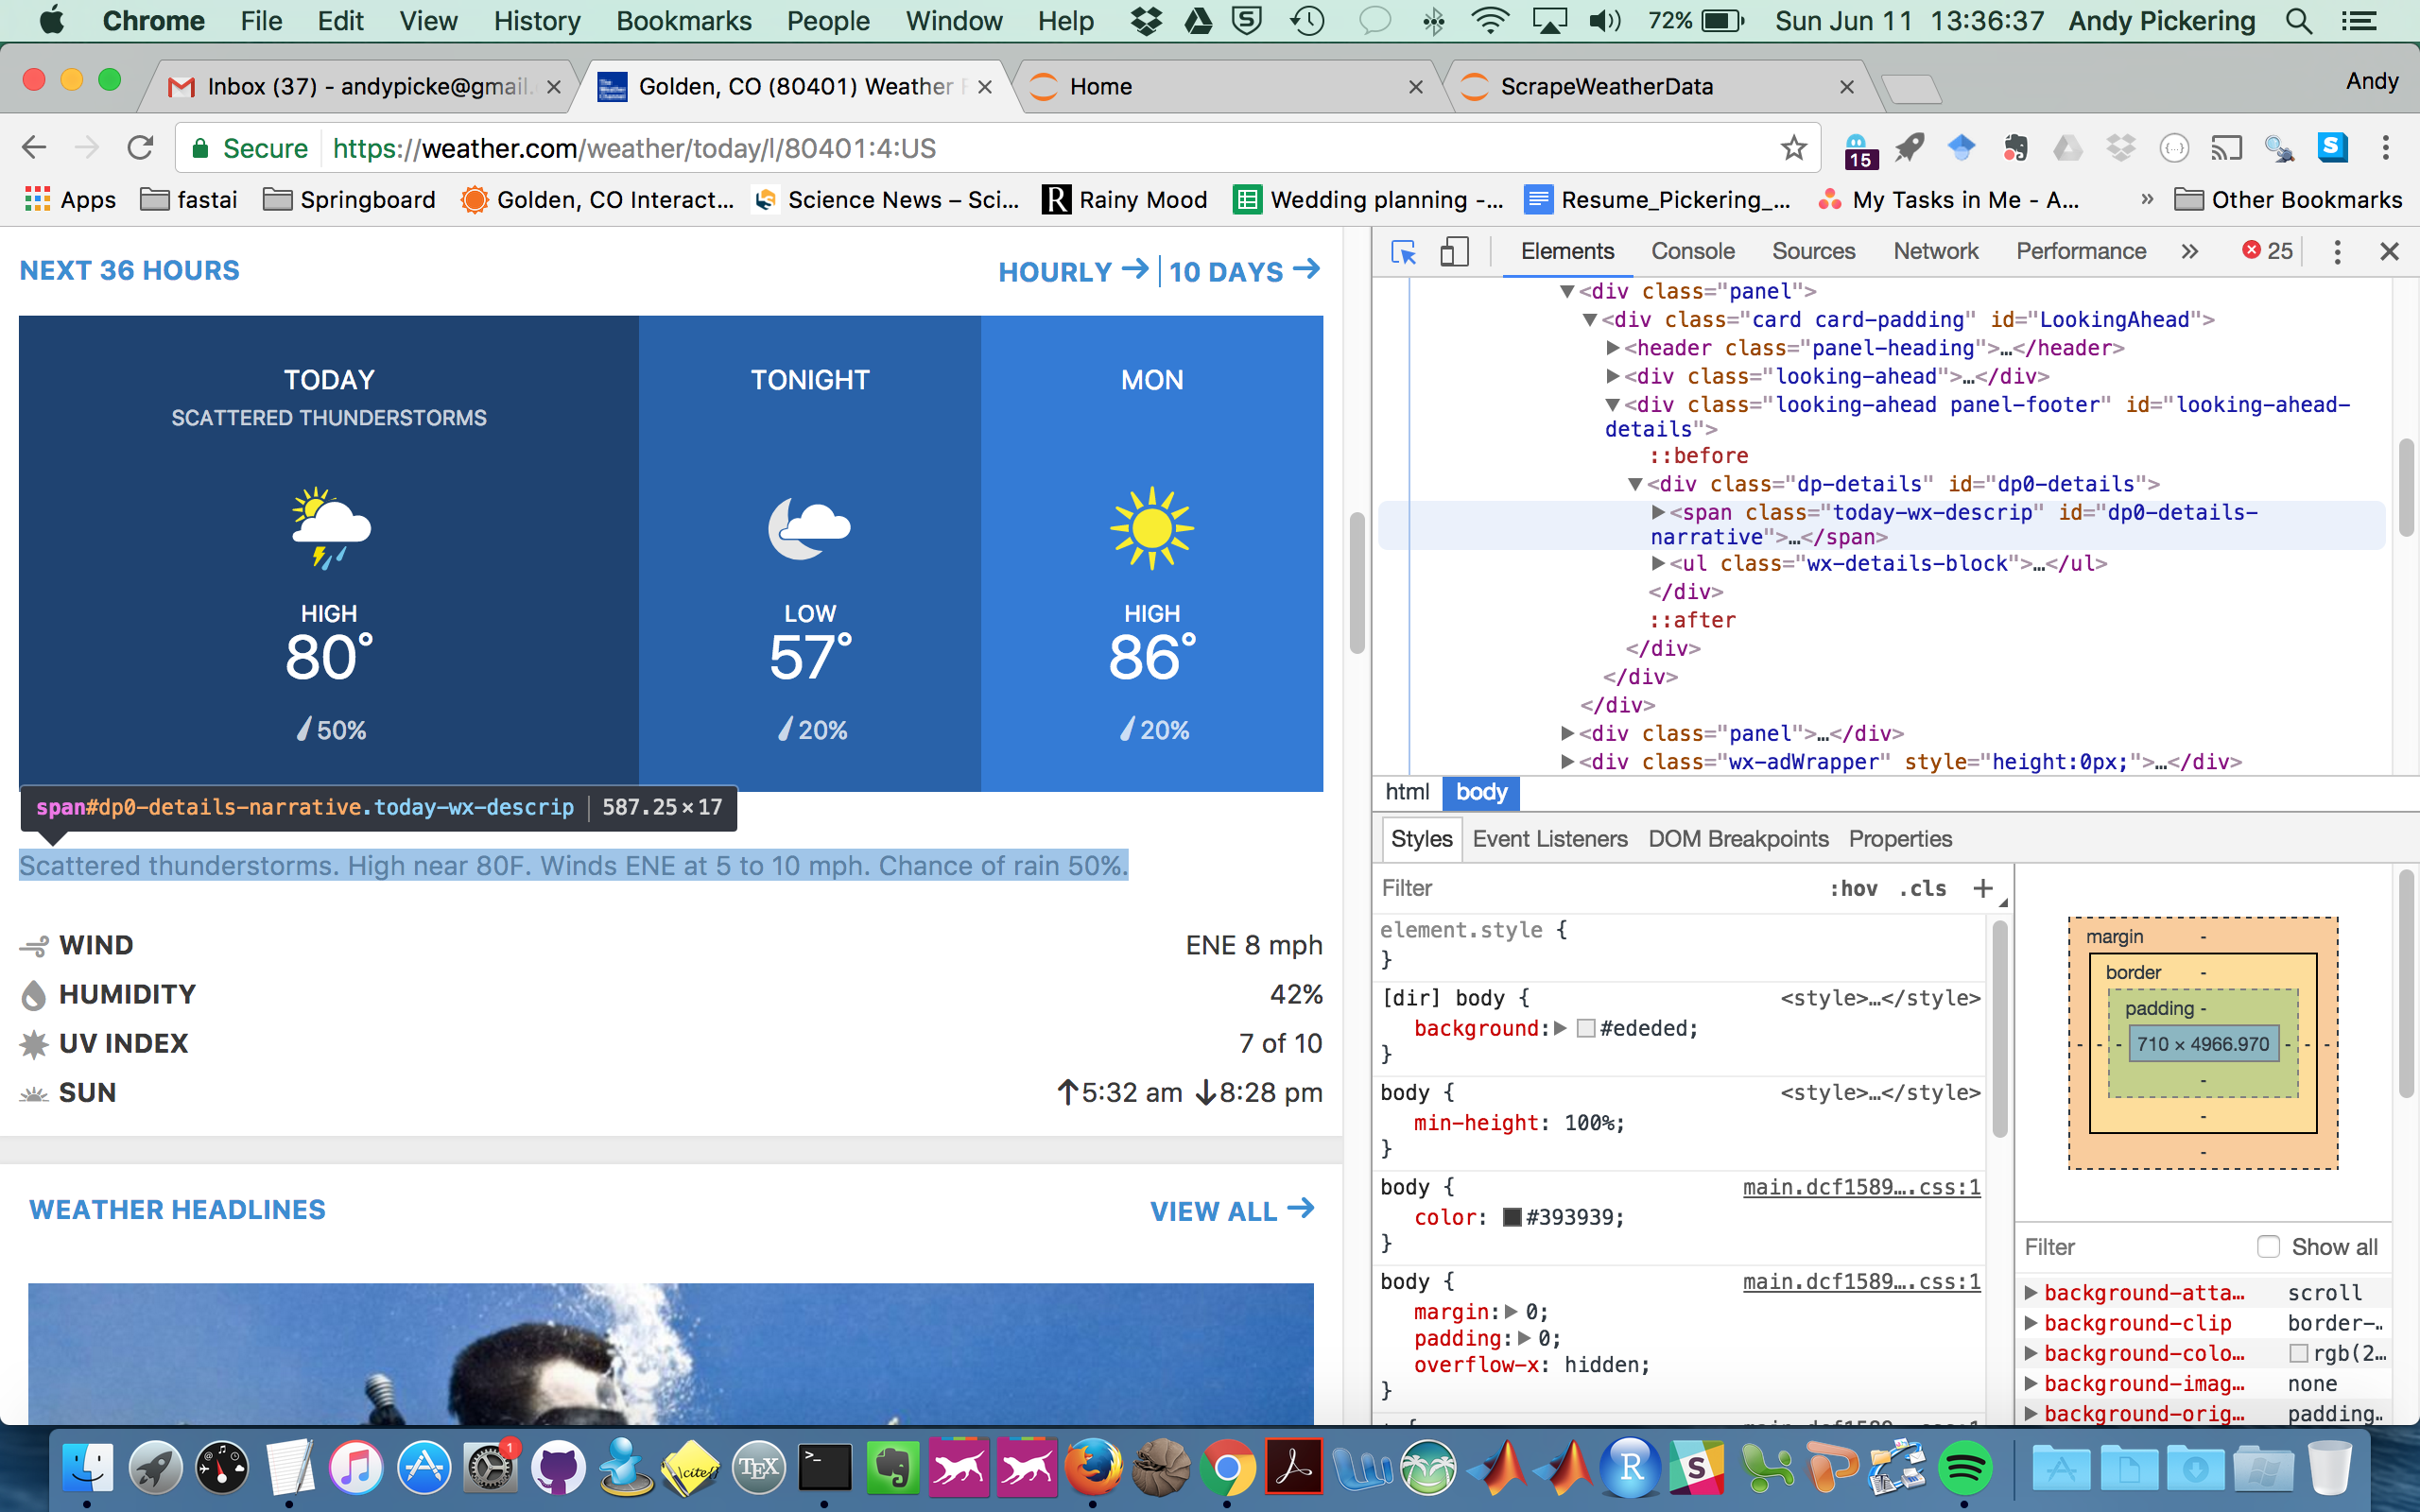 Chrome File Edit View History Bookmarks People Window Help 72% Sun Jun 11 13:36:37 Andy Pickering
Inbox (37) - andypicke@gmail. Golden, CO (80401) Weather Home ScrapeWeatherData Andy
Secure https://weather.com/weather/today/l/80401:4:US 15
Apps fastai Springboard Golden, CO Interact... Science News – Sci... Rainy Mood Wedding planning -... Resume_Pickering_... My Tasks in Me - A... » Other Bookmarks
NEXT 36 HOURS HOURLY → | 10 DAYS →
TODAY TONIGHT MON
SCATTERED THUNDERSTORMS
HIGH LOW HIGH
80° 57° 86°
50% 20% 20%
span#dp0-details-narrative.today-wx-descrip | 587.25 × 17
Scattered thunderstorms. High near 80F. Winds ENE at 5 to 10 mph. Chance of rain 50%.
WIND ENE 8 mph
HUMIDITY 42%
UV INDEX 7 of 10
SUN ↑5:32 am ↓8:28 pm
WEATHER HEADLINES VIEW ALL →
Elements Console Sources Network Performance » 25
▼<div class="panel">
▼<div class="card card-padding" id="LookingAhead">
▶<header class="panel-heading">…</header>
▶<div class="looking-ahead">…</div>
▼<div class="looking-ahead panel-footer" id="looking-ahead-
details">
::before
▼<div class="dp-details" id="dp0-details">
▶<span class="today-wx-descrip" id="dp0-details-
narrative">…</span>
▶<ul class="wx-details-block">…</ul>
</div>
::after
</div>
</div>
</div>
▶<div class="panel">…</div>
▶<div class="wx-adWrapper" style="height:0px;">…</div>
html body
Styles Event Listeners DOM Breakpoints Properties
Filter :hov .cls +
element.style {
}
[dir] body { <style>…</style>
background:▶ #ededed;
}
body { <style>…</style>
min-height: 100%;
}
body { main.dcf1589….css:1
color: #393939;
}
body { main.dcf1589….css:1
margin:▶ 0;
padding:▶ 0;
overflow-x: hidden;
}
margin -
border -
padding -
- - - 710 × 4966.970 - - -
-
-
-
Filter Show all
▶ background-atta… scroll
▶ background-clip border-…
▶ background-colo… rgb(2…
▶ background-imag… none
▶ background-orig… padding…
1 \cite{} TEX >_ R S